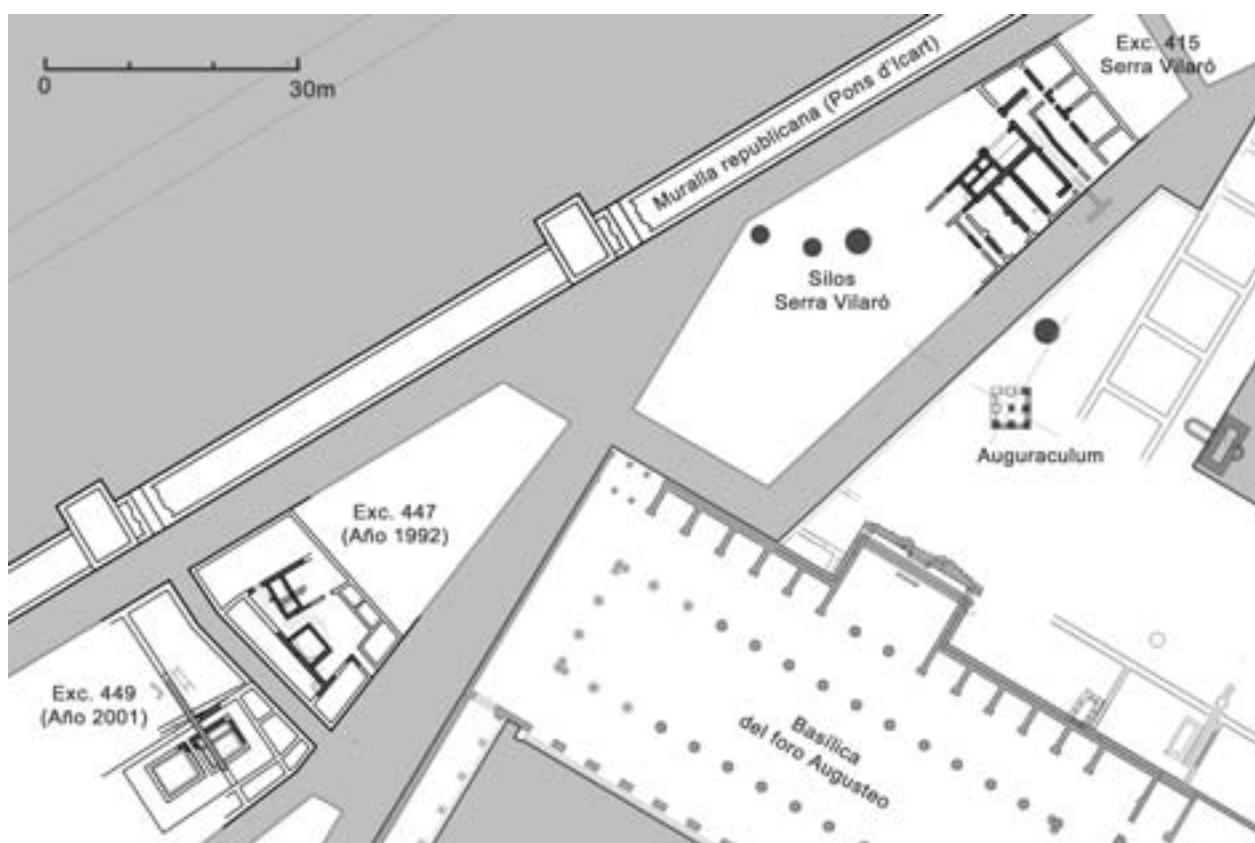 0 30m
Muralla republicana (Pons d'Icart)
Exc. 415
Serra Vilaró
Silos
Serra Vilaró
Auguraculum
Exc. 447
(Año 1992)
Exc. 449
(Año 2001)
Basílica
del foro Augusteo